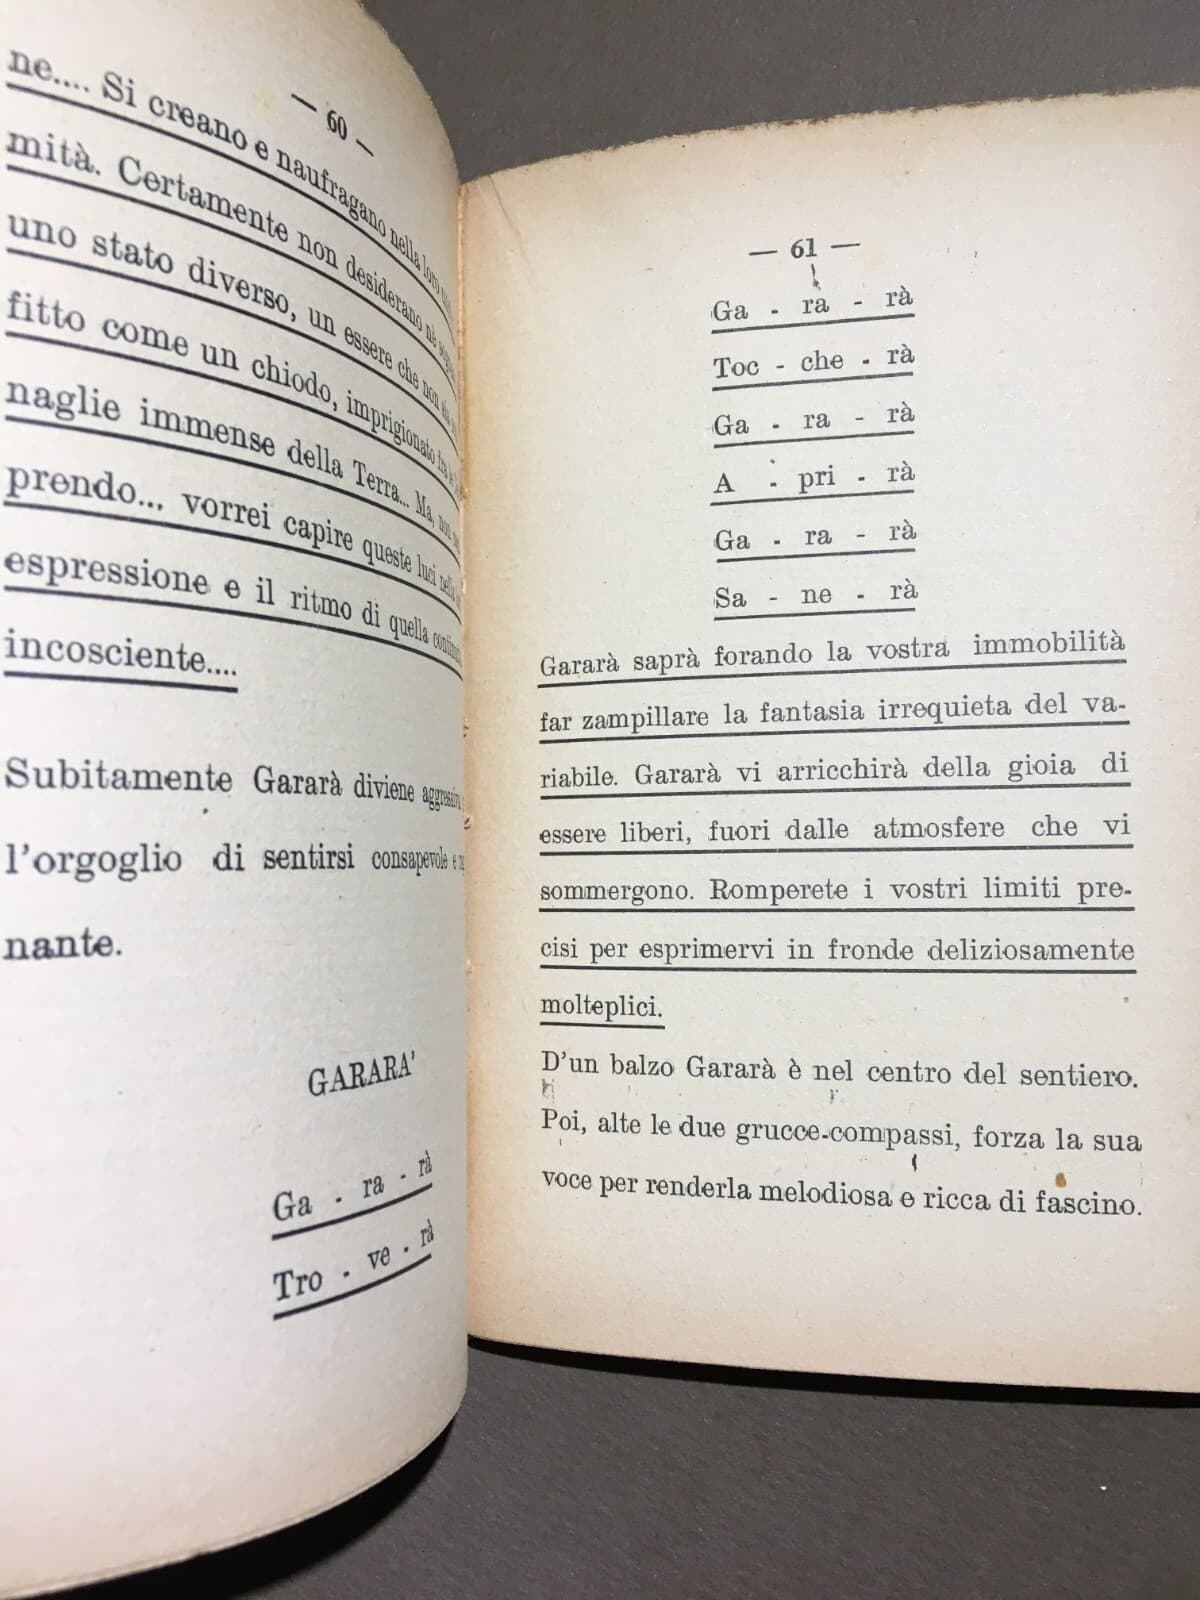 — 60 —
ne.... Si creano e naufragano nella loro
mità. Certamente non desiderano nè
uno stato diverso, un essere che non sia
fitto come un chiodo, imprigionato fra le
naglie immense della Terra... Ma, non
prendo... vorrei capire queste luci nella
espressione e il ritmo di quella
incosciente....
Subitamente Gararà diviene
l'orgoglio di sentirsi consapevole e
nante.
GARARA'
Ga - ra - rà
Tro - ve - rà
— 61 —
Ga - ra - rà
Toc - che - rà
Ga - ra - rà
A - pri - rà
Ga - ra - rà
Sa - ne - rà
Gararà saprà forando la vostra immobilità
far zampillare la fantasia irrequieta del va-
riabile. Gararà vi arricchirà della gioia di
essere liberi, fuori dalle atmosfere che vi
sommergono. Romperete i vostri limiti pre-
cisi per esprimervi in fronde deliziosamente
molteplici.
D'un balzo Gararà è nel centro del sentiero.
Poi, alte le due grucce-compassi, forza la sua
voce per renderla melodiosa e ricca di fascino.